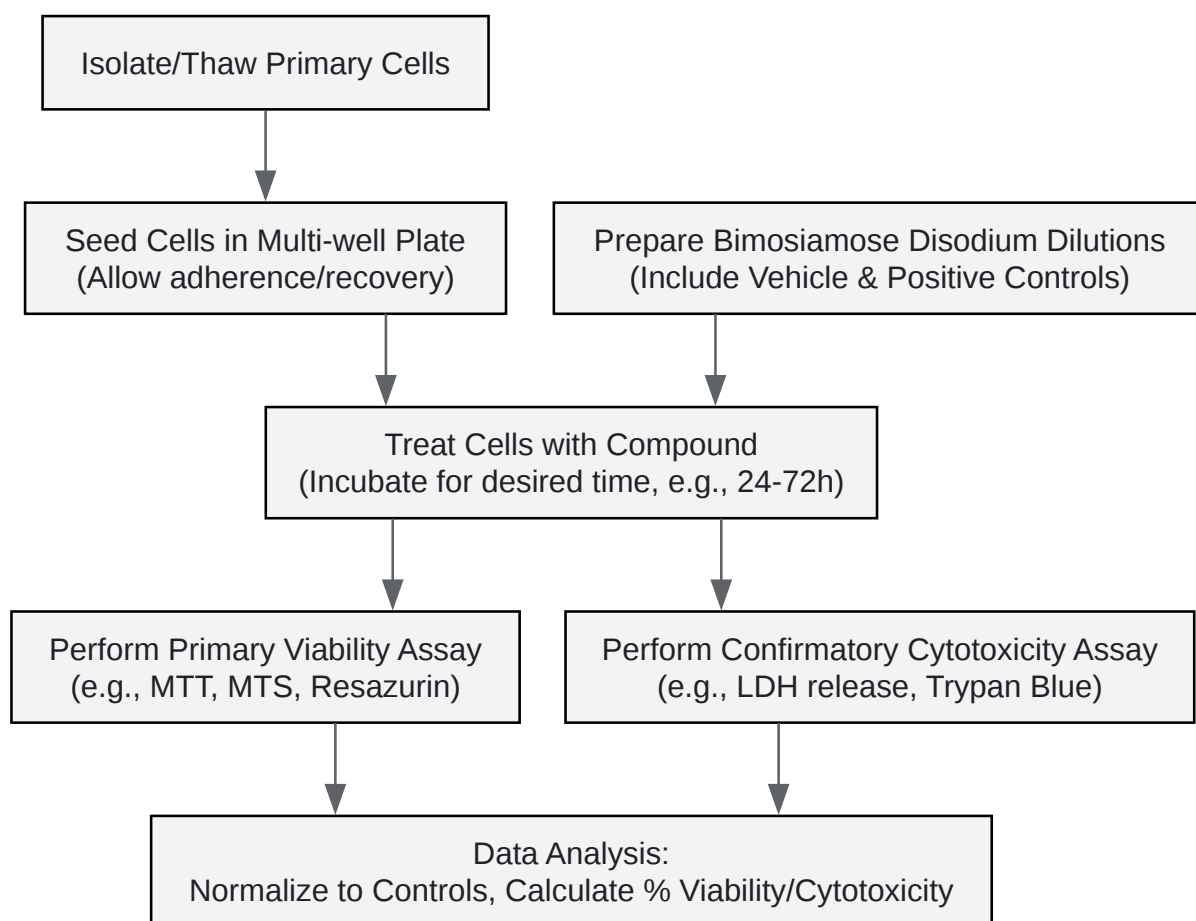 Isolate/Thaw Primary Cells
Seed Cells in Multi-well Plate
(Allow adherence/recovery)
Prepare Bimosiamose Disodium Dilutions
(Include Vehicle & Positive Controls)
Treat Cells with Compound
(Incubate for desired time, e.g., 24-72h)
Perform Primary Viability Assay
(e.g., MTT, MTS, Resazurin)
Perform Confirmatory Cytotoxicity Assay
(e.g., LDH release, Trypan Blue)
Data Analysis:
Normalize to Controls, Calculate % Viability/Cytotoxicity